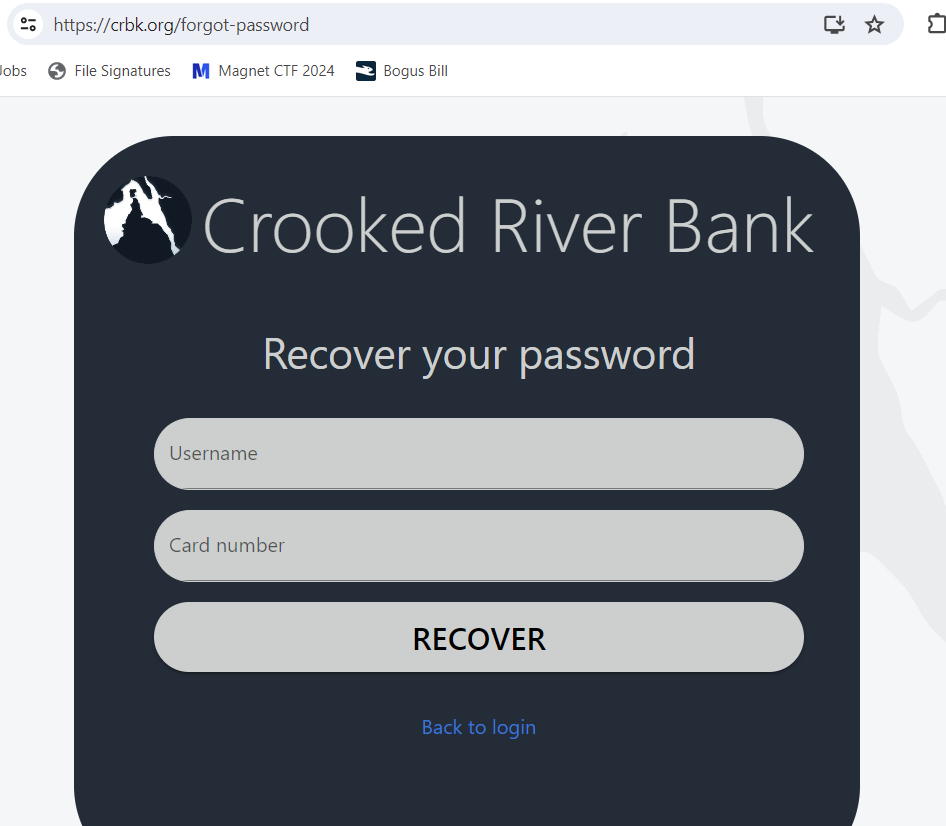 https://crbk.org/forgot-password
Jobs File Signatures Magnet CTF 2024 Bogus Bill
Crooked River Bank
Recover your password
Username
Card number
RECOVER
Back to login